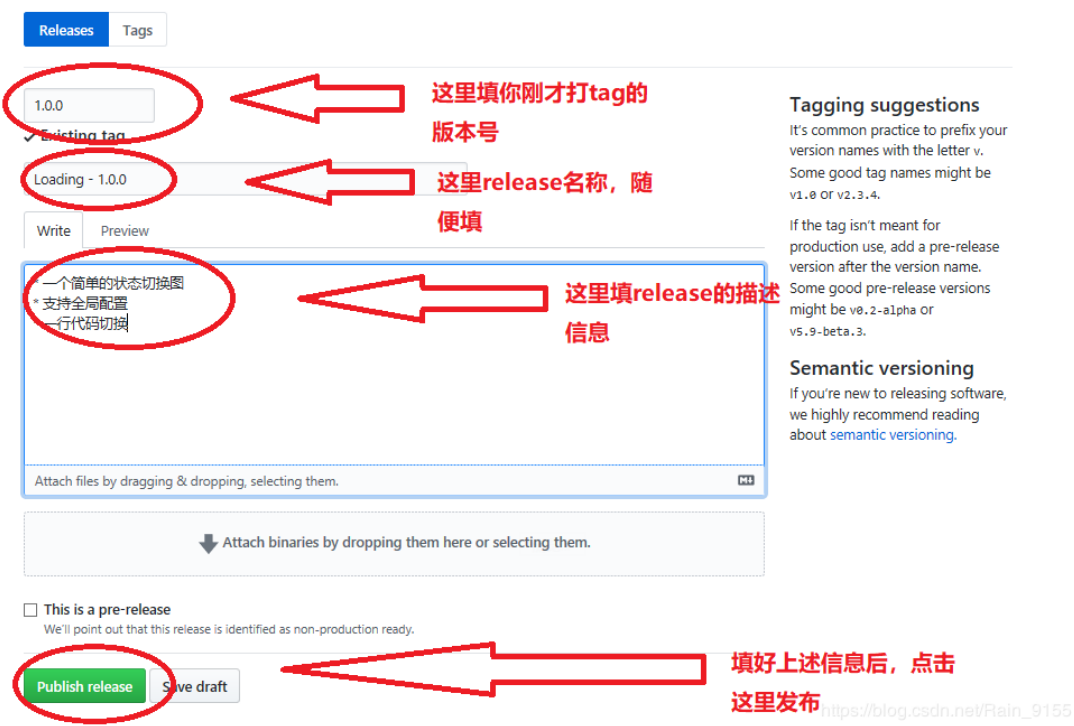 Releases Tags
1.0.0
这里填你刚才打tag的
版本号
✓ Existing tag
Loading - 1.0.0
这里release名称，随
便填
Write Preview
* 一个简单的状态切换图
* 支持全局配置
* 一行代码切换
这里填release的描述
信息
Attach files by dragging & dropping, selecting them.
Attach binaries by dropping them here or selecting them.
This is a pre-release
We'll point out that this release is identified as non-production ready.
Publish release Save draft
填好上述信息后，点击
这里发布
Tagging suggestions
It's common practice to prefix your
version names with the letter v.
Some good tag names might be
v1.0 or v2.3.4.
If the tag isn't meant for
production use, add a pre-release
version after the version name.
Some good pre-release versions
might be v0.2-alpha or
v5.9-beta.3.
Semantic versioning
If you're new to releasing software,
we highly recommend reading
about semantic versioning.
https://blog.csdn.net/Rain_9155